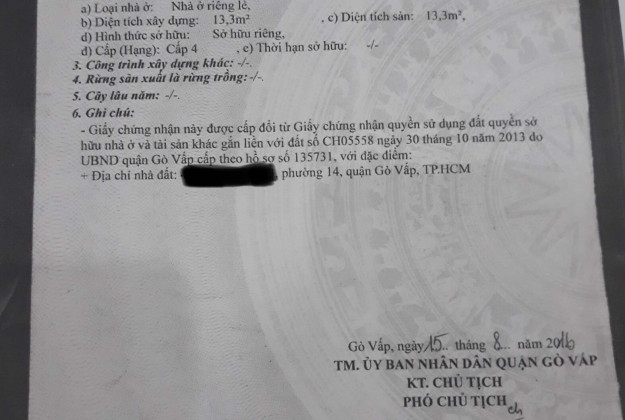 a) Loại nhà ở: Nhà ở riêng lẻ,
b) Diện tích xây dựng: 13,3m² , c) Diện tích sàn: 13,3m²,
d) Hình thức sở hữu: Sở hữu riêng,
đ) Cấp (Hạng): Cấp 4 , e) Thời hạn sở hữu: -/-
3. Công trình xây dựng khác: -/-.
4. Rừng sản xuất là rừng trồng: -/-.
5. Cây lâu năm: -/-.
6. Ghi chú:
- Giấy chứng nhận này được cấp đổi từ Giấy chứng nhận quyền sử dụng đất quyền sở
hữu nhà ở và tài sản khác gắn liền với đất số CH05558 ngày 30 tháng 10 năm 2013 do
UBND quận Gò Vấp cấp theo hồ sơ số 135731, với đặc điểm:
+ Địa chỉ nhà đất: , phường 14, quận Gò Vấp, TP.HCM
Gò Vấp, ngày 15.. tháng 8... năm 2016
TM. ỦY BAN NHÂN DÂN QUẬN GÒ VẤP
KT. CHỦ TỊCH
PHÓ CHỦ TỊCH